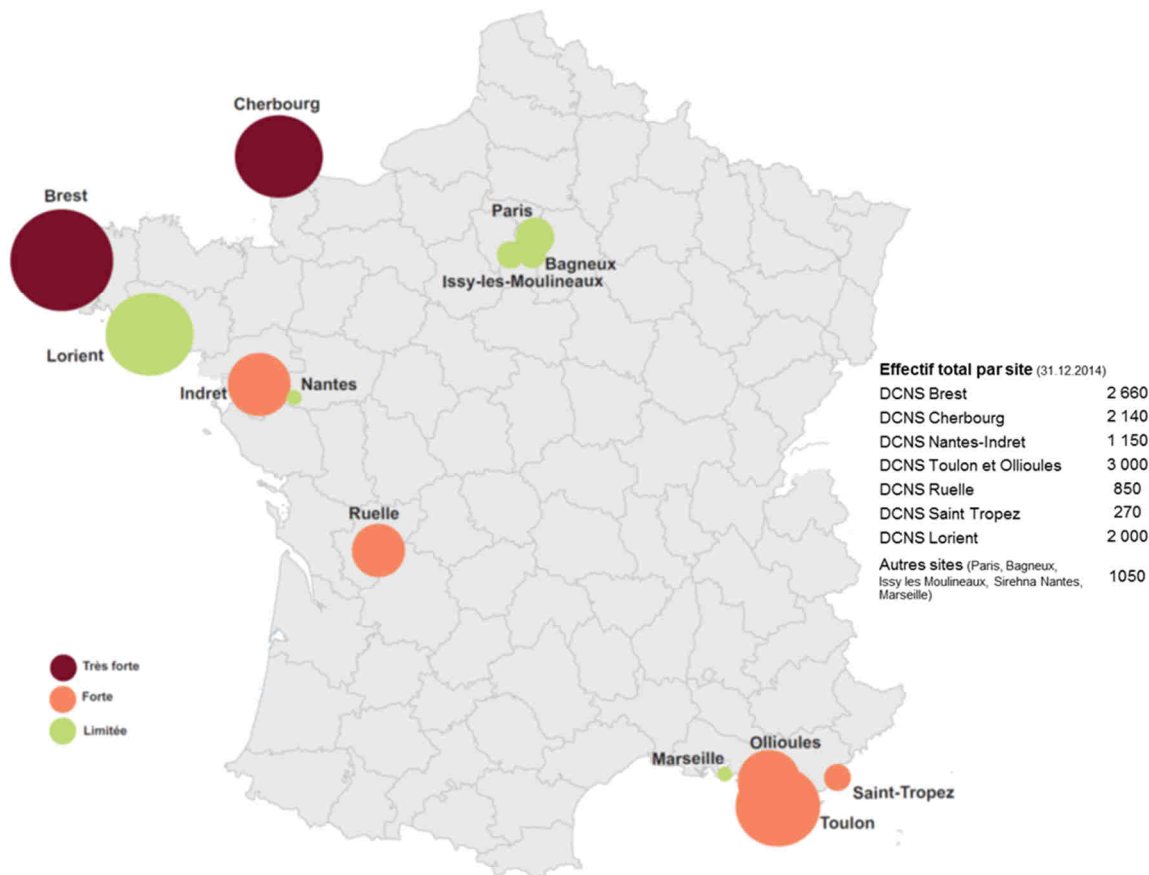 Cherbourg
Brest
Paris
Bagneux
Issy-les-Moulineaux
Lorient
Indret
Nantes
Effectif total par site (31.12.2014)
DCNS Brest 2 660
DCNS Cherbourg 2 140
DCNS Nantes-Indret 1 150
DCNS Toulon et Ollioules 3 000
DCNS Ruelle 850
DCNS Saint Tropez 270
DCNS Lorient 2 000
Autres sites (Paris, Bagneux,
Issy les Moulineaux, Sirehna Nantes, 1050
Marseille)
Ruelle
Très forte
Forte
Limitée
Ollioules
Marseille
Saint-Tropez
Toulon